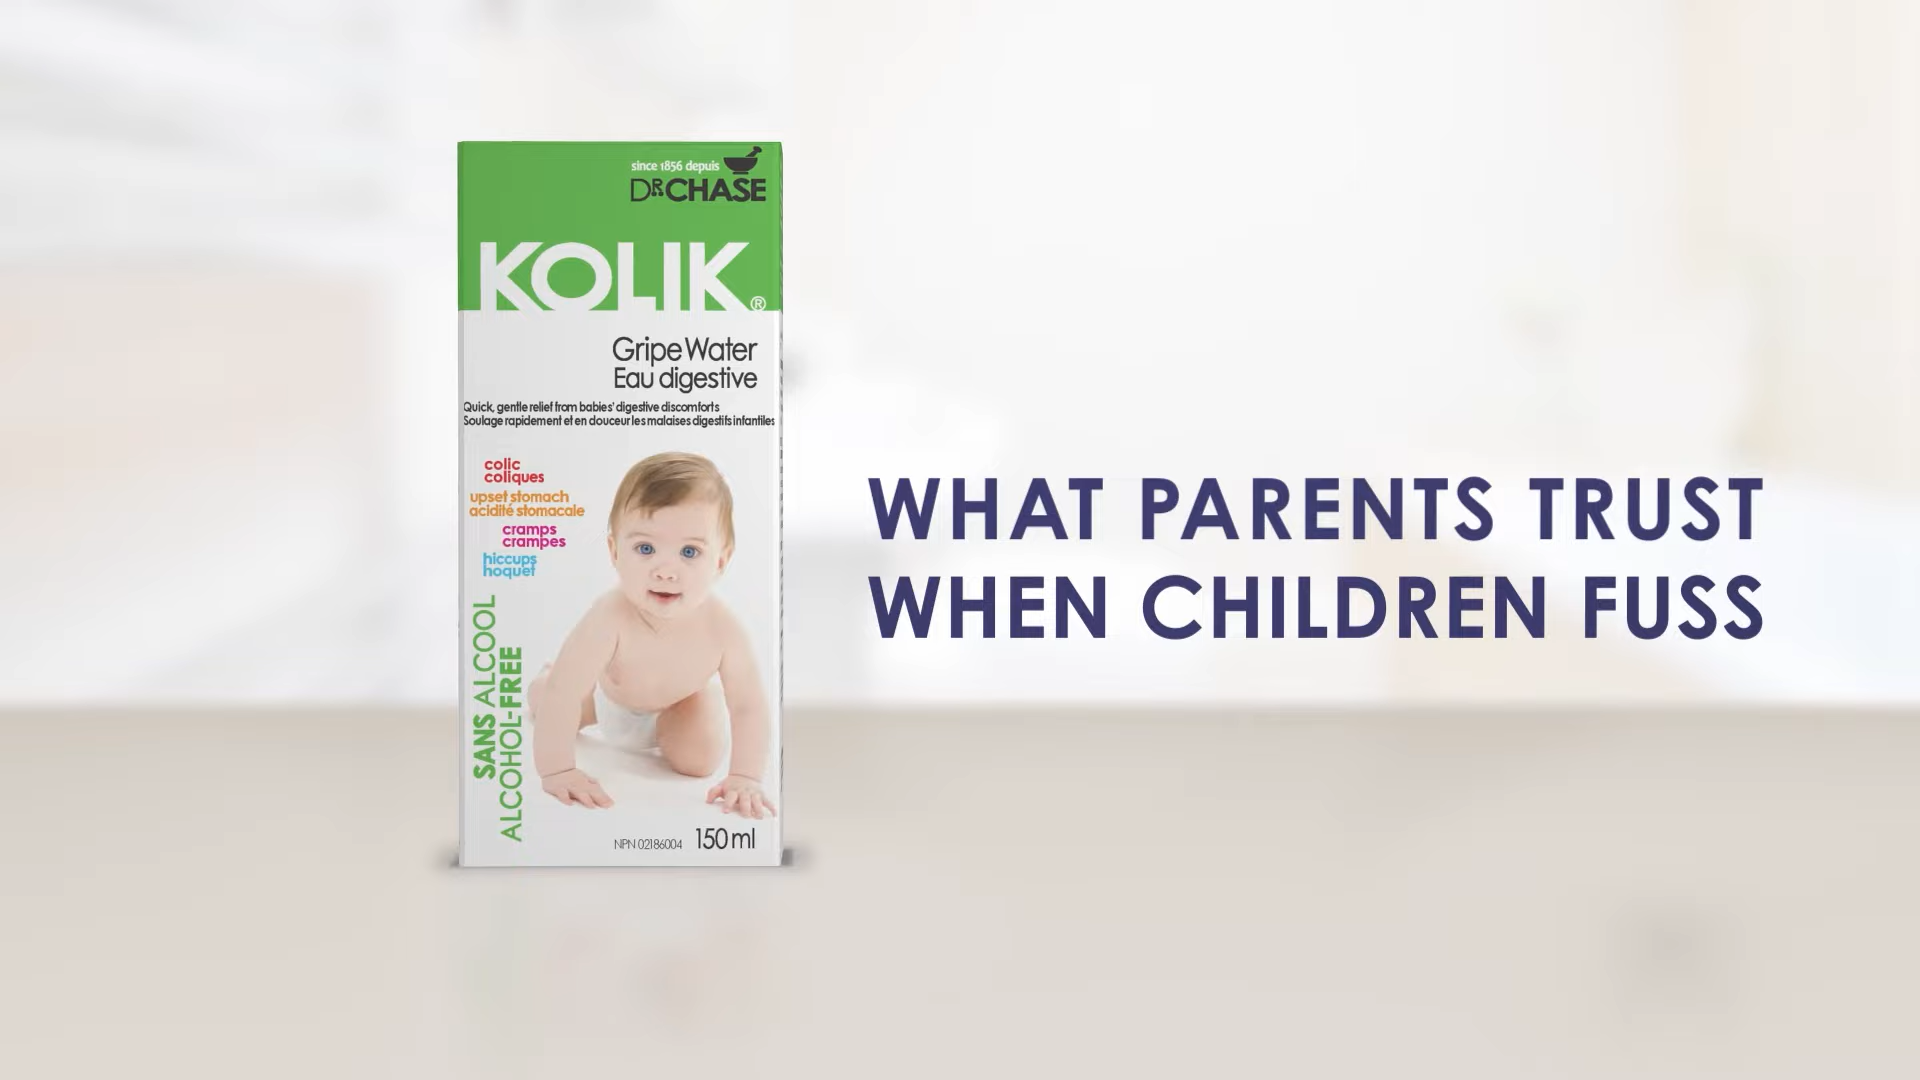 since 1856 depuis
DR. CHASE
KOLIK®
Gripe Water
Eau digestive
Quick, gentle relief from babies' digestive discomforts
Soulage rapidement et en douceur les malaises digestifs infantiles
colic
coliques
upset stomach
acidité stomacale
cramps
crampes
hiccups
hoquet
SANS ALCOOL
ALCOHOL-FREE
NPN 02186004 150 ml
WHAT PARENTS TRUST
WHEN CHILDREN FUSS